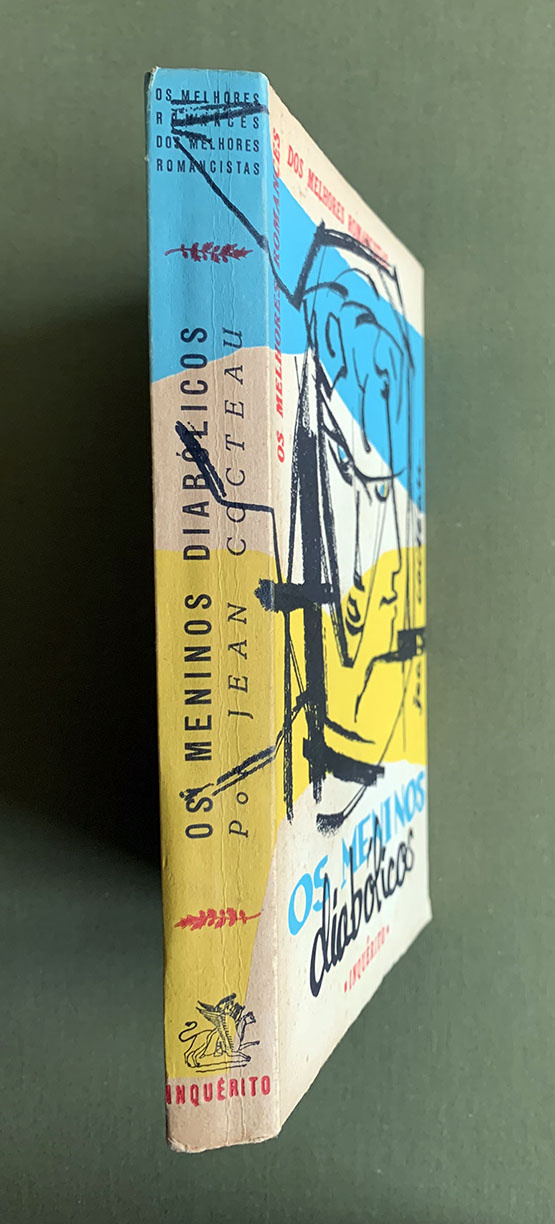 OS MELHORES
ROMANCES
DOS MELHORES
ROMANCISTAS
OS MENINOS DIABÓLICOS
Por JEAN COCTEAU
INQUÉRITO
OS MELHORES ROMANCES
DOS MELHORES ROMANCISTAS
OS MENINOS
diabólicos
*INQUÉRITO*